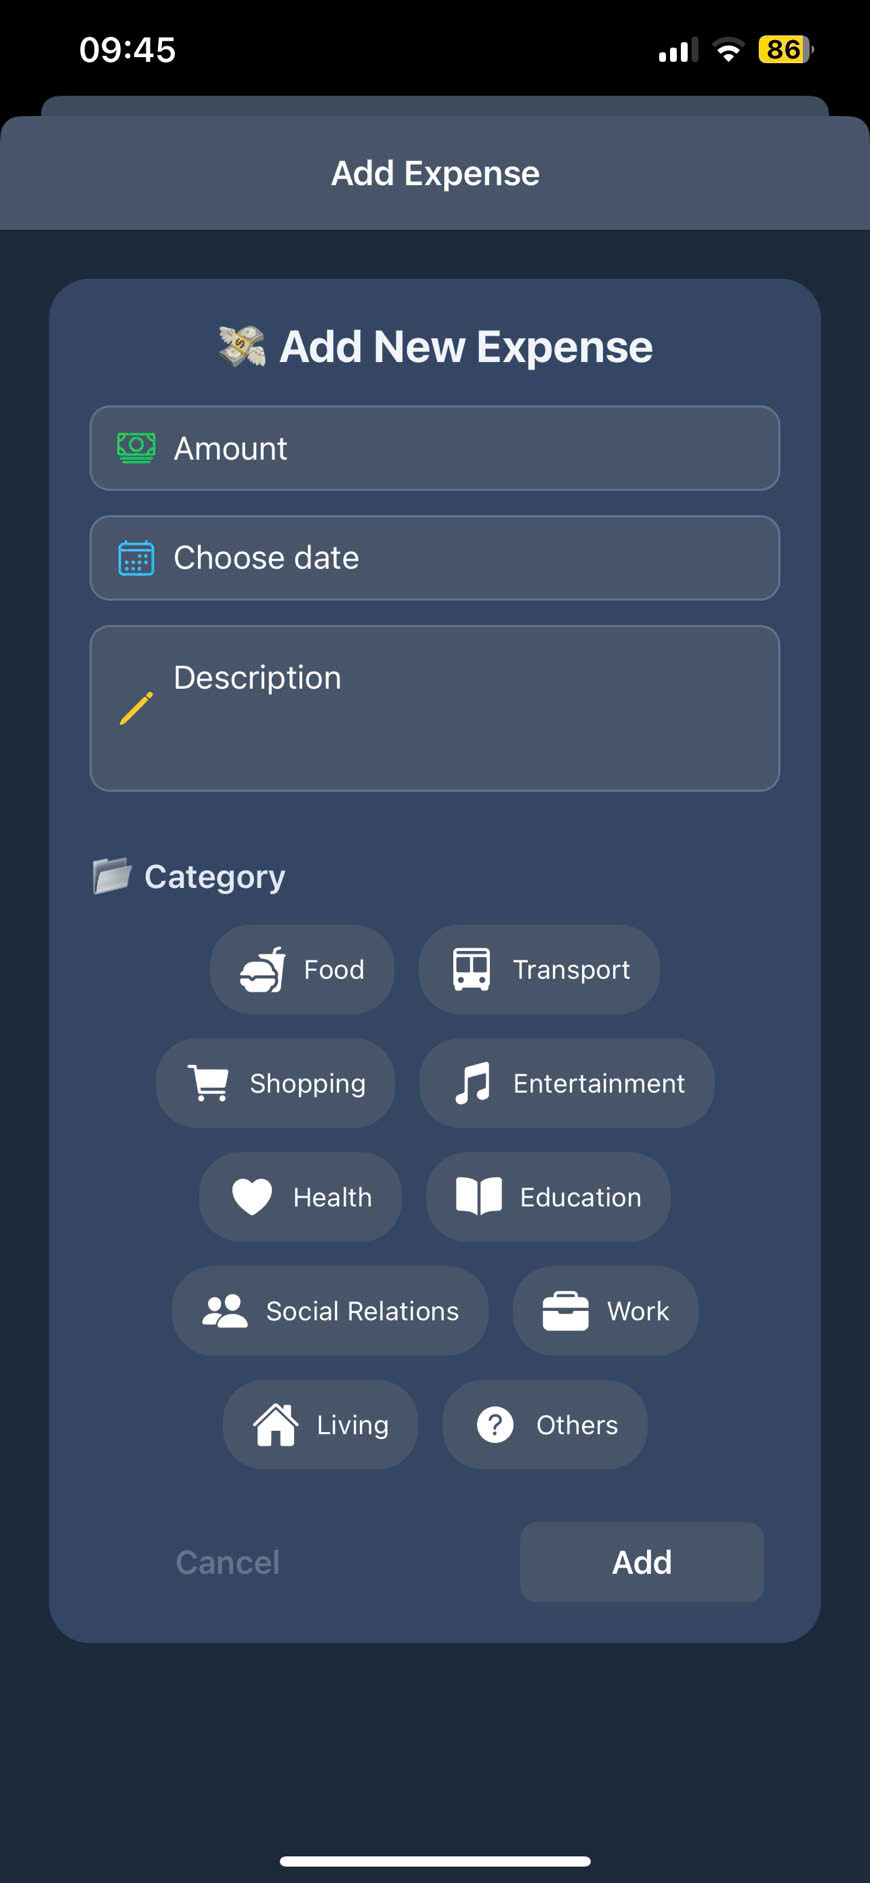 09:45
86
Add Expense
💸 Add New Expense
Amount
Choose date
Description
Category
Food
Transport
Shopping
Entertainment
Health
Education
Social Relations
Work
Living
? Others
Cancel
Add